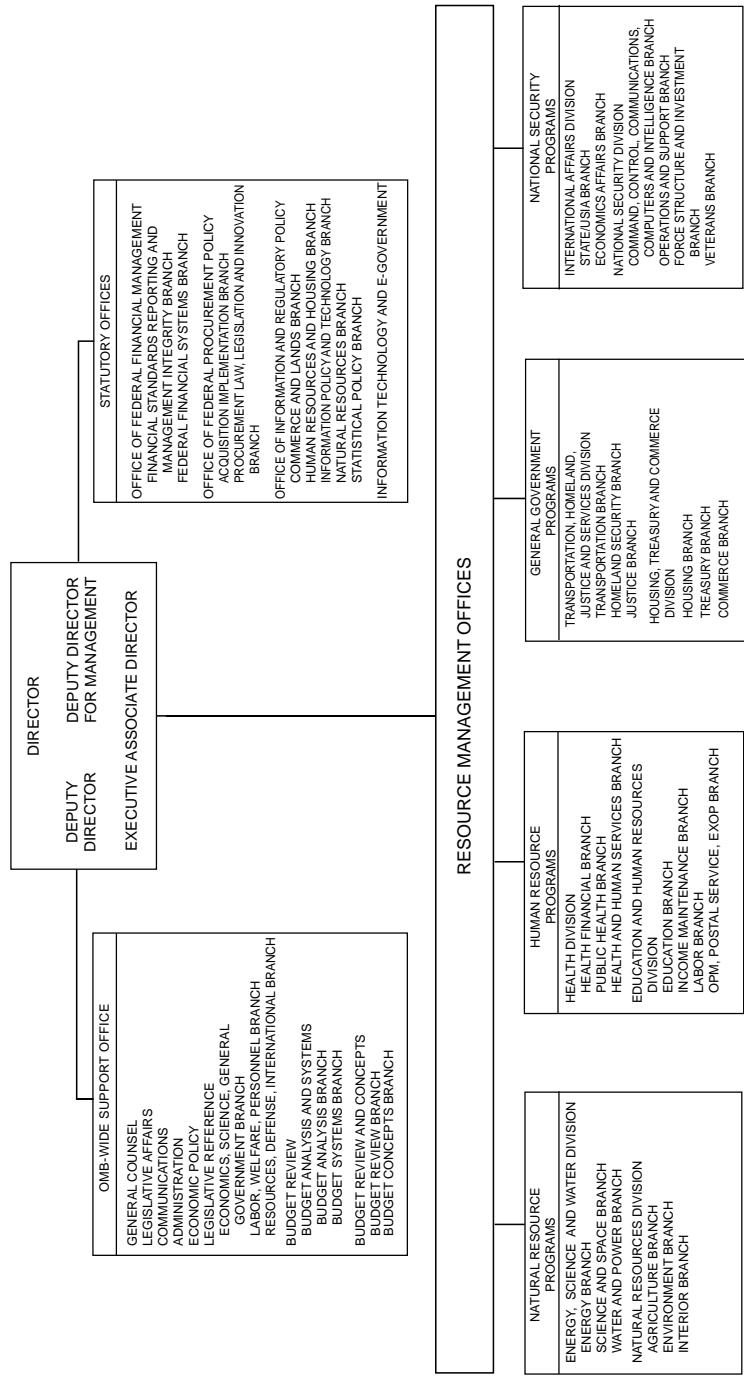 DIRECTOR
DEPUTY
DIRECTOR
DEPUTY DIRECTOR
FOR MANAGEMENT
EXECUTIVE ASSOCIATE DIRECTOR
OMB-WIDE SUPPORT OFFICE
GENERAL COUNSEL
LEGISLATIVE AFFAIRS
COMMUNICATIONS
ADMINISTRATION
ECONOMIC POLICY
LEGISLATIVE REFERENCE
ECONOMICS, SCIENCE, GENERAL
GOVERNMENT BRANCH
LABOR, WELFARE, PERSONNEL BRANCH
RESOURCES, DEFENSE, INTERNATIONAL BRANCH
BUDGET REVIEW
BUDGET ANALYSIS AND SYSTEMS
BUDGET ANALYSIS BRANCH
BUDGET SYSTEMS BRANCH
BUDGET REVIEW AND CONCEPTS
BUDGET REVIEW BRANCH
BUDGET CONCEPTS BRANCH
STATUTORY OFFICES
OFFICE OF FEDERAL FINANCIAL MANAGEMENT
FINANCIAL STANDARDS REPORTING AND
MANAGEMENT INTEGRITY BRANCH
FEDERAL FINANCIAL SYSTEMS BRANCH
OFFICE OF FEDERAL PROCUREMENT POLICY
ACQUISITION IMPLEMENTATION BRANCH
PROCUREMENT LAW, LEGISLATION AND INNOVATION
BRANCH
OFFICE OF INFORMATION AND REGULATORY POLICY
COMMERCE AND LANDS BRANCH
HUMAN RESOURCES AND HOUSING BRANCH
INFORMATION POLICY AND TECHNOLOGY BRANCH
NATURAL RESOURCES BRANCH
STATISTICAL POLICY BRANCH
INFORMATION TECHNOLOGY AND E-GOVERNMENT
RESOURCE MANAGEMENT OFFICES
NATURAL RESOURCE
PROGRAMS
ENERGY, SCIENCE AND WATER DIVISION
ENERGY BRANCH
SCIENCE AND SPACE BRANCH
WATER AND POWER BRANCH
NATURAL RESOURCES DIVISION
AGRICULTURE BRANCH
ENVIRONMENT BRANCH
INTERIOR BRANCH
HUMAN RESOURCE
PROGRAMS
HEALTH DIVISION
HEALTH FINANCIAL BRANCH
PUBLIC HEALTH BRANCH
HEALTH AND HUMAN SERVICES BRANCH
EDUCATION AND HUMAN RESOURCES
DIVISION
EDUCATION BRANCH
INCOME MAINTENANCE BRANCH
LABOR BRANCH
OPM, POSTAL SERVICE, EXOP BRANCH
GENERAL GOVERNMENT
PROGRAMS
TRANSPORTATION, HOMELAND,
JUSTICE AND SERVICES DIVISION
TRANSPORTATION BRANCH
HOMELAND SECURITY BRANCH
JUSTICE BRANCH
HOUSING, TREASURY AND COMMERCE
DIVISION
HOUSING BRANCH
TREASURY BRANCH
COMMERCE BRANCH
NATIONAL SECURITY
PROGRAMS
INTERNATIONAL AFFAIRS DIVISION
STATE/USIA BRANCH
ECONOMICS AFFAIRS BRANCH
NATIONAL SECURITY DIVISION
COMMAND, CONTROL, COMMUNICATIONS,
COMPUTERS AND INTELLIGENCE BRANCH
OPERATIONS AND SUPPORT BRANCH
FORCE STRUCTURE AND INVESTMENT
BRANCH
VETERANS BRANCH